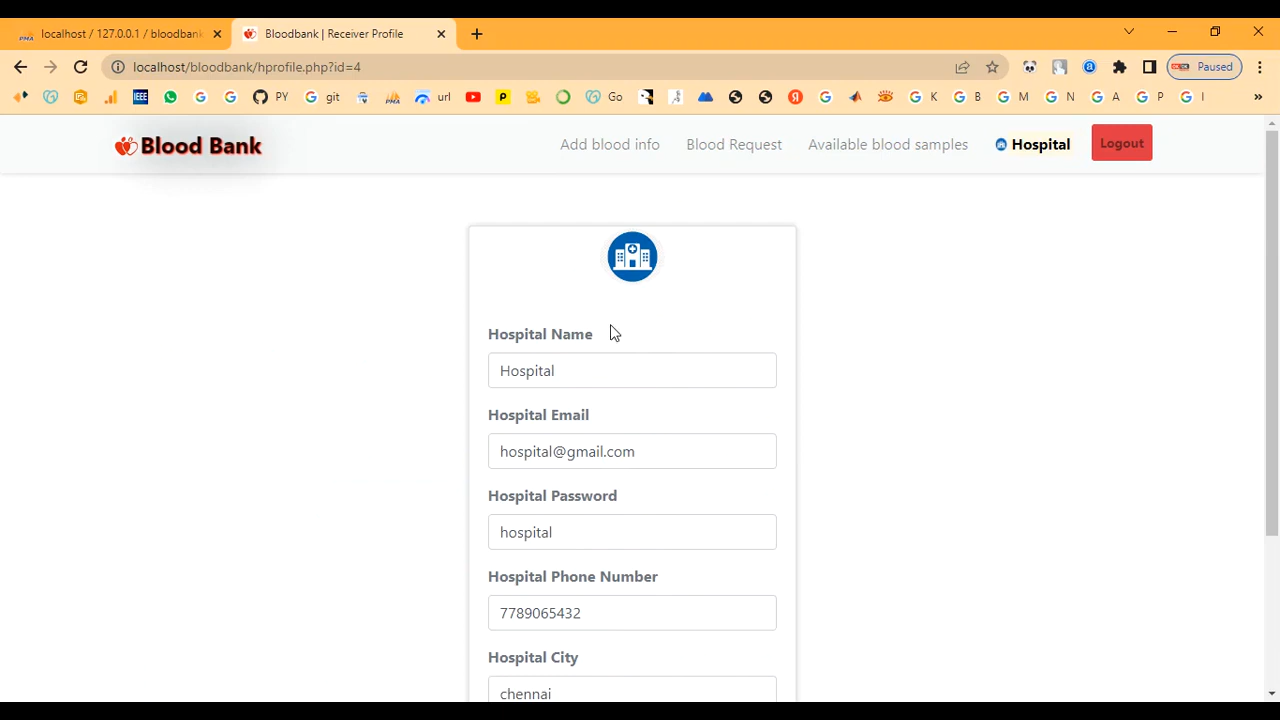 localhost / 127.0.0.1 / bloodbank
Bloodbank | Receiver Profile
localhost/bloodbank/hprofile.php?id=4
Paused
IEEE
PY
git
PMA
url
Go
K
B
M
N
A
P
I
»
Blood Bank
Add blood info
Blood Request
Available blood samples
Hospital
Logout
Hospital Name
Hospital
Hospital Email
hospital@gmail.com
Hospital Password
hospital
Hospital Phone Number
7789065432
Hospital City
chennai